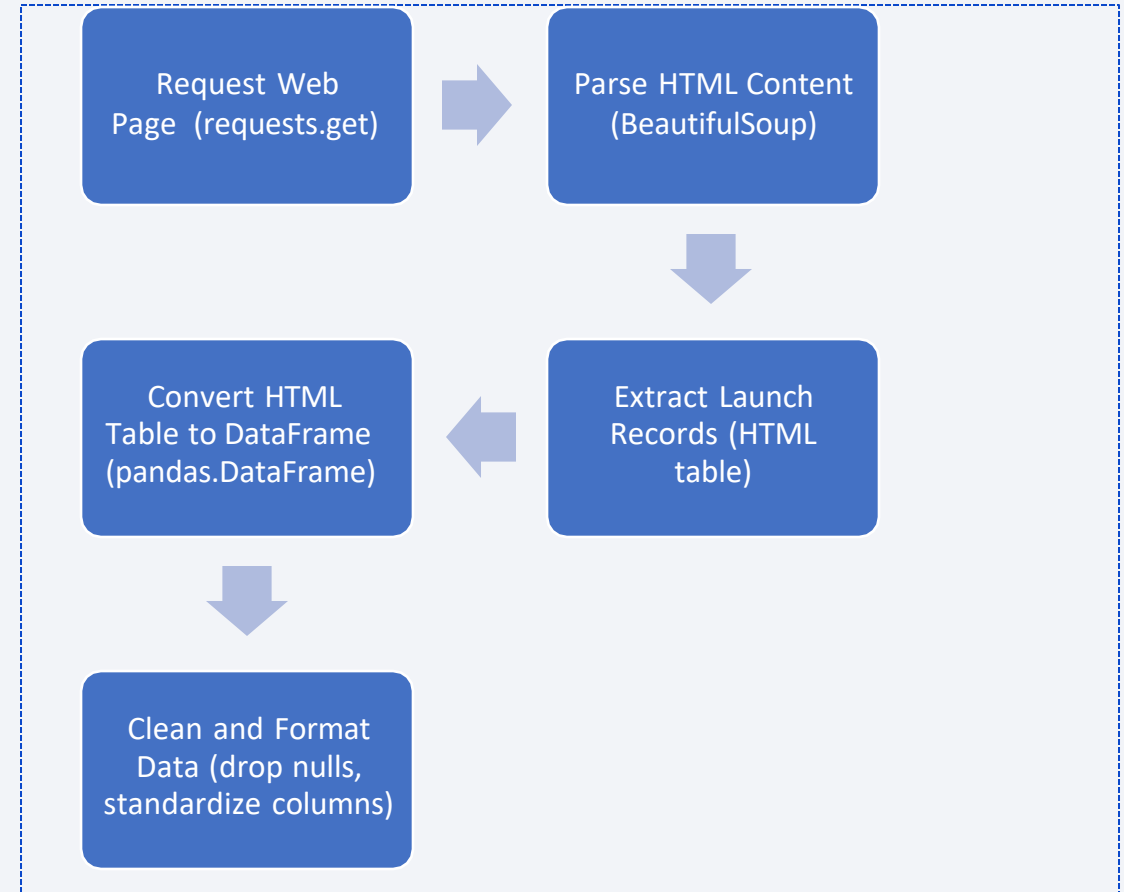 Request Web
Page (requests.get)
Parse HTML Content
(BeautifulSoup)
Extract Launch
Records (HTML
table)
Convert HTML
Table to DataFrame
(pandas.DataFrame)
Clean and Format
Data (drop nulls,
standardize columns)